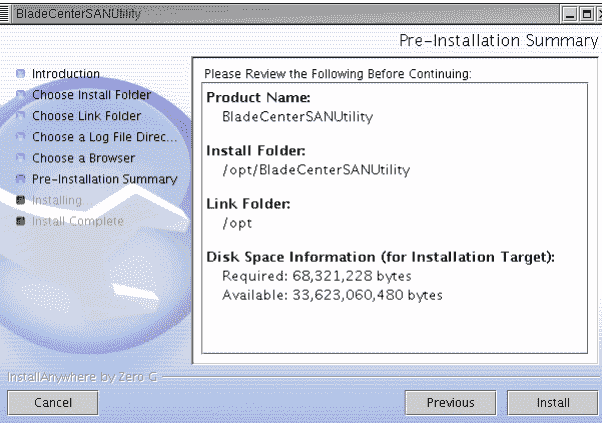 BladeCenterSANUtility
Pre-Installation Summary
Introduction
Choose Install Folder
Choose Link Folder
Choose a Log File Direc...
Choose a Browser
Pre-Installation Summary
Installing
Install Complete
Please Review the Following Before Continuing:
Product Name:
BladeCenterSANUtility
Install Folder:
/opt/BladeCenterSANUtility
Link Folder:
/opt
Disk Space Information (for Installation Target):
Required: 68,321,228 bytes
Available: 33,623,060,480 bytes
InstallAnywhere by Zero G
Cancel
Previous
Install